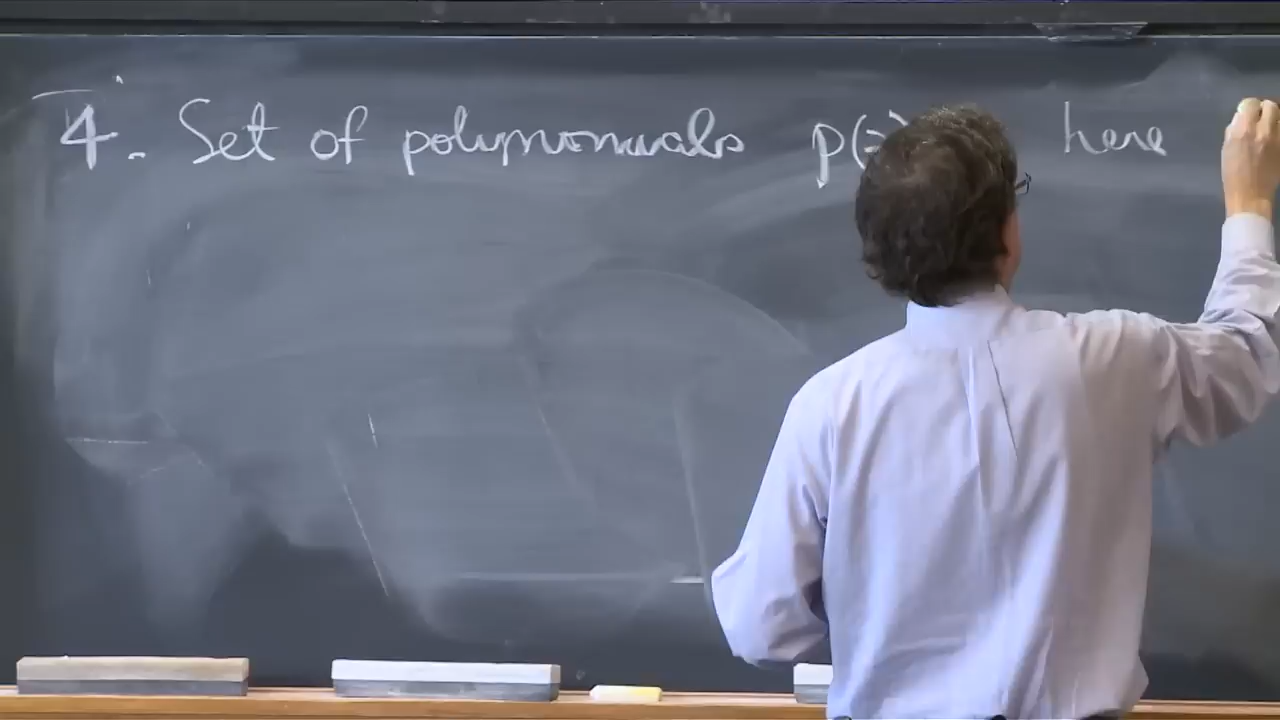 4. Set of polynomials p(z) here